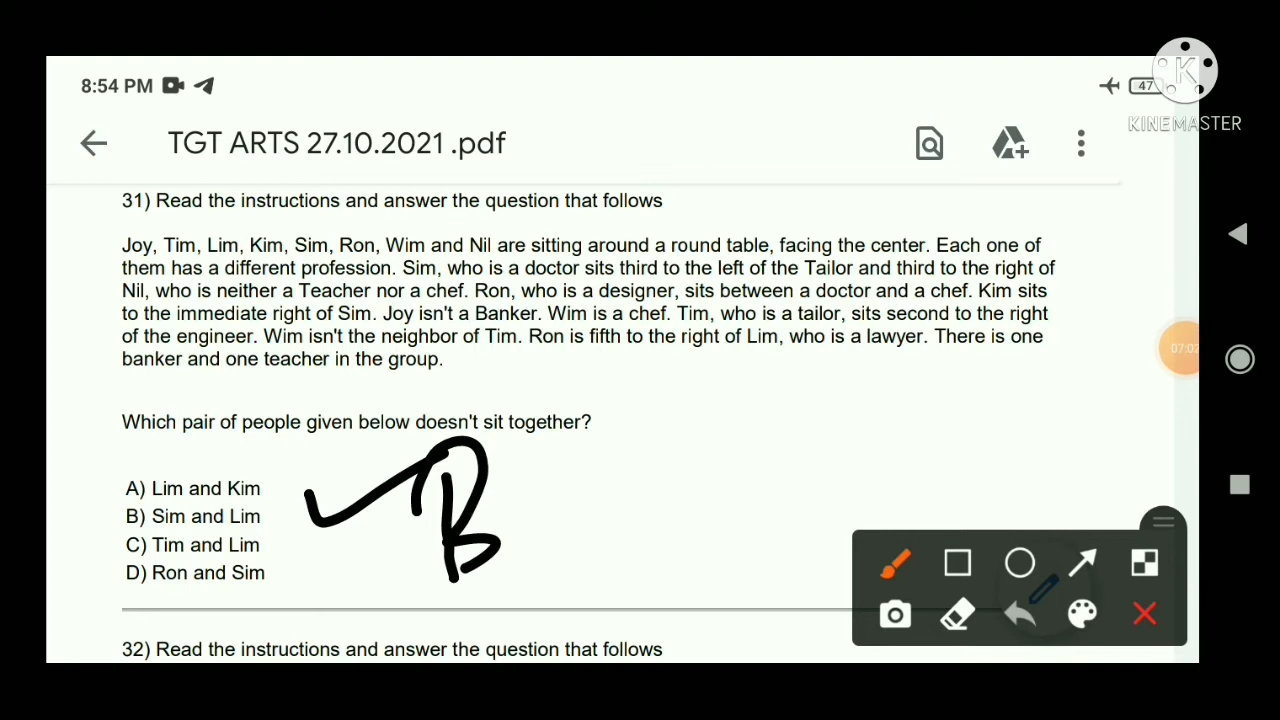 8:54 PM
47
KINEMASTER
TGT ARTS 27.10.2021 .pdf
31) Read the instructions and answer the question that follows
Joy, Tim, Lim, Kim, Sim, Ron, Wim and Nil are sitting around a round table, facing the center. Each one of
them has a different profession. Sim, who is a doctor sits third to the left of the Tailor and third to the right of
Nil, who is neither a Teacher nor a chef. Ron, who is a designer, sits between a doctor and a chef. Kim sits
to the immediate right of Sim. Joy isn't a Banker. Wim is a chef. Tim, who is a tailor, sits second to the right
of the engineer. Wim isn't the neighbor of Tim. Ron is fifth to the right of Lim, who is a lawyer. There is one
banker and one teacher in the group.
07:02
Which pair of people given below doesn't sit together?
A) Lim and Kim
B) Sim and Lim
C) Tim and Lim
D) Ron and Sim
B
32) Read the instructions and answer the question that follows